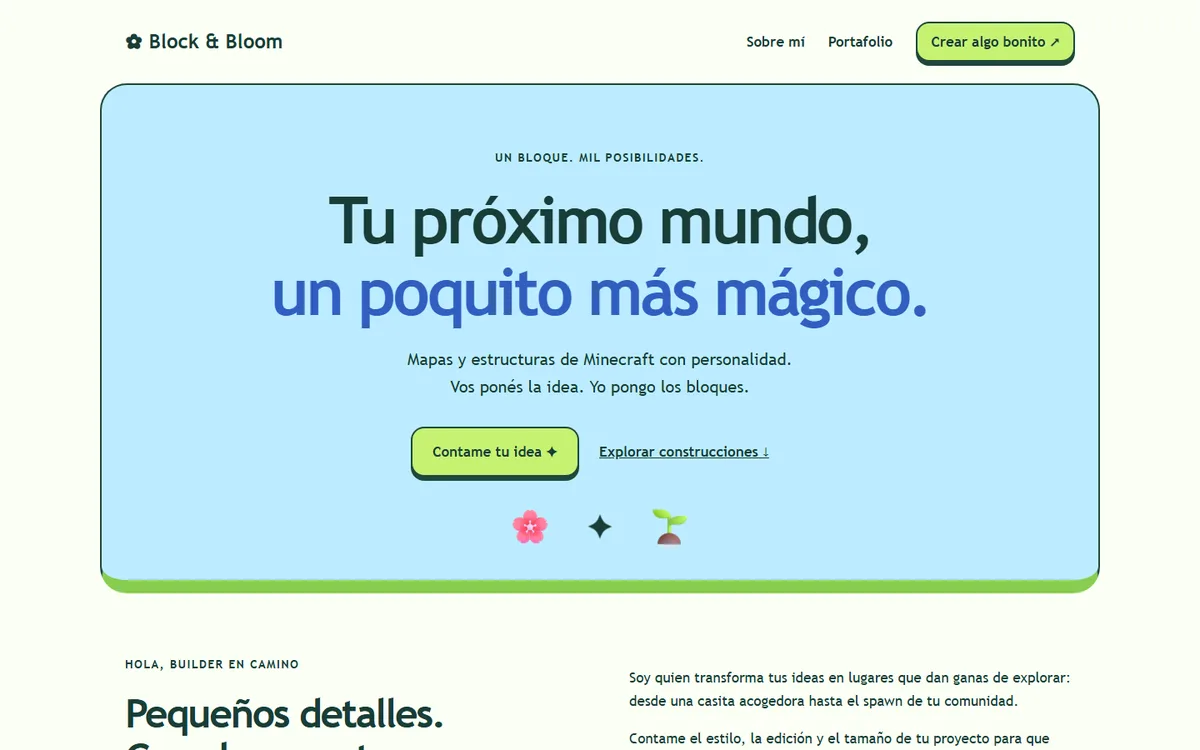 ✿ Block & Bloom
Sobre mí
Portafolio
Crear algo bonito ↗
UN BLOQUE. MIL POSIBILIDADES.
Tu próximo mundo,
un poquito más mágico.
Mapas y estructuras de Minecraft con personalidad.
Vos ponés la idea. Yo pongo los bloques.
Contame tu idea ✦
Explorar construcciones ↓
HOLA, BUILDER EN CAMINO
Pequeños detalles.
Soy quien transforma tus ideas en lugares que dan ganas de explorar:
desde una casita acogedora hasta el spawn de tu comunidad.
Contame el estilo, la edición y el tamaño de tu proyecto para que